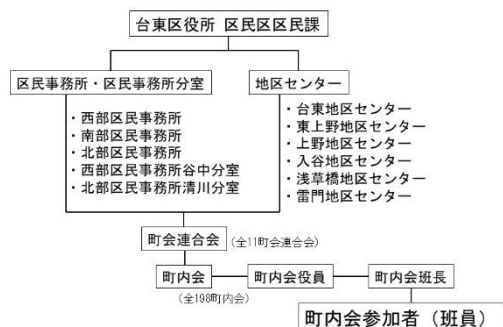 台東区役所 区民区区民課
区民事務所・区民事務所分室
地区センター
・西部区民事務所
・南部区民事務所
・北部区民事務所
・西部区民事務所谷中分室
・北部区民事務所清川分室
・台東地区センター
・東上野地区センター
・上野地区センター
・入谷地区センター
・浅草橋地区センター
・雷門地区センター
町会連合会 (全11町会連合会)
町内会
町内会役員
町内会班長
(全198町内会)
町内会参加者（班員）